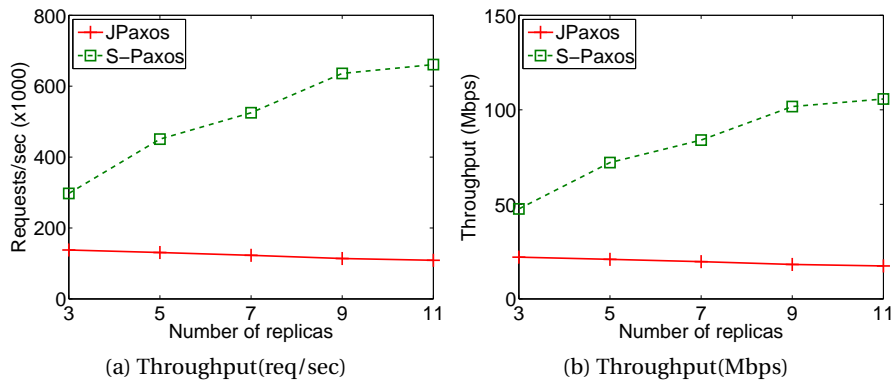 800
600
400
200
0
Requests/sec (x1000)
JPaxos
S-Paxos
3 5 7 9 11
Number of replicas
(a) Throughput(req/sec)
150
100
50
0
Throughput (Mbps)
JPaxos
S-Paxos
3 5 7 9 11
Number of replicas
(b) Throughput(Mbps)